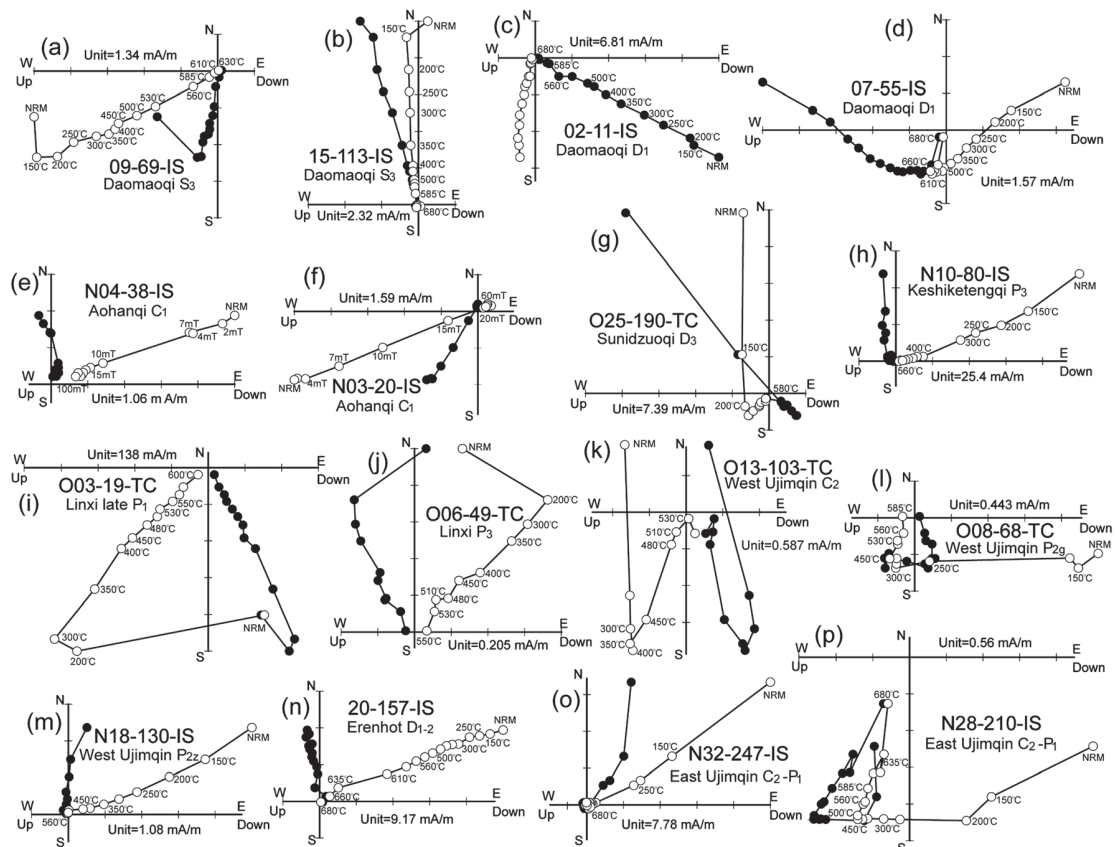 (a)
Unit=1.34 mA/m
N
610°C
630°C
W
E
Up
Down
585°C
560°C
530°C
500°C
450°C
400°C
350°C
300°C
250°C
200°C
150°C
NRM
09-69-IS
Daomaoqi S3
S
(b)
N
NRM
150°C
200°C
250°C
300°C
350°C
400°C
500°C
585°C
680°C
15-113-IS
Daomaoqi S3
W
E
Up
Down
Unit=2.32 mA/m
S
(c)
N
680°C
Unit=6.81 mA/m
W
E
Up
Down
585°C
560°C
500°C
400°C
350°C
300°C
250°C
200°C
150°C
NRM
02-11-IS
Daomaoqi D1
S
(d)
N
NRM
07-55-IS
Daomaoqi D1
150°C
200°C
250°C
300°C
350°C
500°C
610°C
660°C
680°C
W
E
Up
Down
Unit=1.57 mA/m
S
(e)
N
N04-38-IS
Aohanqi C1
NRM
2mT
4mT
7mT
10mT
15mT
100mT
W
E
Up
Down
Unit=1.06 m A/m
S
(f)
N
Unit=1.59 mA/m
60mT
W
E
Up
Down
20mT
15mT
10mT
7mT
4mT
NRM
N03-20-IS
Aohanqi C1
S
(g)
N
NRM
O25-190-TC
Sunidzuoqi D3
150°C
200°C
580°C
W
E
Up
Down
Unit=7.39 mA/m
S
(h)
N
N10-80-IS
Keshiketengqi P3
NRM
150°C
200°C
250°C
300°C
400°C
560°C
W
E
Up
Down
Unit=25.4 mA/m
S
N
W
E
Up
Down
Unit=138 mA/m
(i)
O03-19-TC
Linxi late P1
600°C
550°C
530°C
480°C
450°C
400°C
350°C
300°C
200°C
NRM
S
(j)
N
NRM
O06-49-TC
Linxi P3
200°C
300°C
350°C
400°C
450°C
480°C
510°C
530°C
550°C
W
E
Up
Down
Unit=0.205 mA/m
S
(k)
N
NRM
O13-103-TC
West Ujimqin C2
W
E
Up
Down
530°C
510°C
480°C
450°C
400°C
350°C
300°C
Unit=0.587 mA/m
S
(l)
N
Unit=0.443 mA/m
W
E
Up
Down
585°C
560°C
530°C
450°C
300°C
250°C
150°C
NRM
O08-68-TC
West Ujimqin P2g
S
(m)
N
N18-130-IS
West Ujimqin P2z
NRM
150°C
200°C
250°C
350°C
450°C
560°C
W
E
Up
Down
Unit=1.08 mA/m
S
(n)
N
20-157-IS
Erenhot D1-2
NRM
150°C
250°C
300°C
500°C
560°C
610°C
635°C
660°C
680°C
W
E
Up
Down
Unit=9.17 mA/m
S
(o)
N
NRM
150°C
250°C
N32-247-IS
East Ujimqin C2-P1
680°C
W
E
Up
Down
Unit=7.78 mA/m
S
(p)
N
Unit=0.56 mA/m
W
E
Up
Down
680°C
635°C
585°C
560°C
500°C
450°C
300°C
200°C
150°C
NRM
N28-210-IS
East Ujimqin C2-P1
S